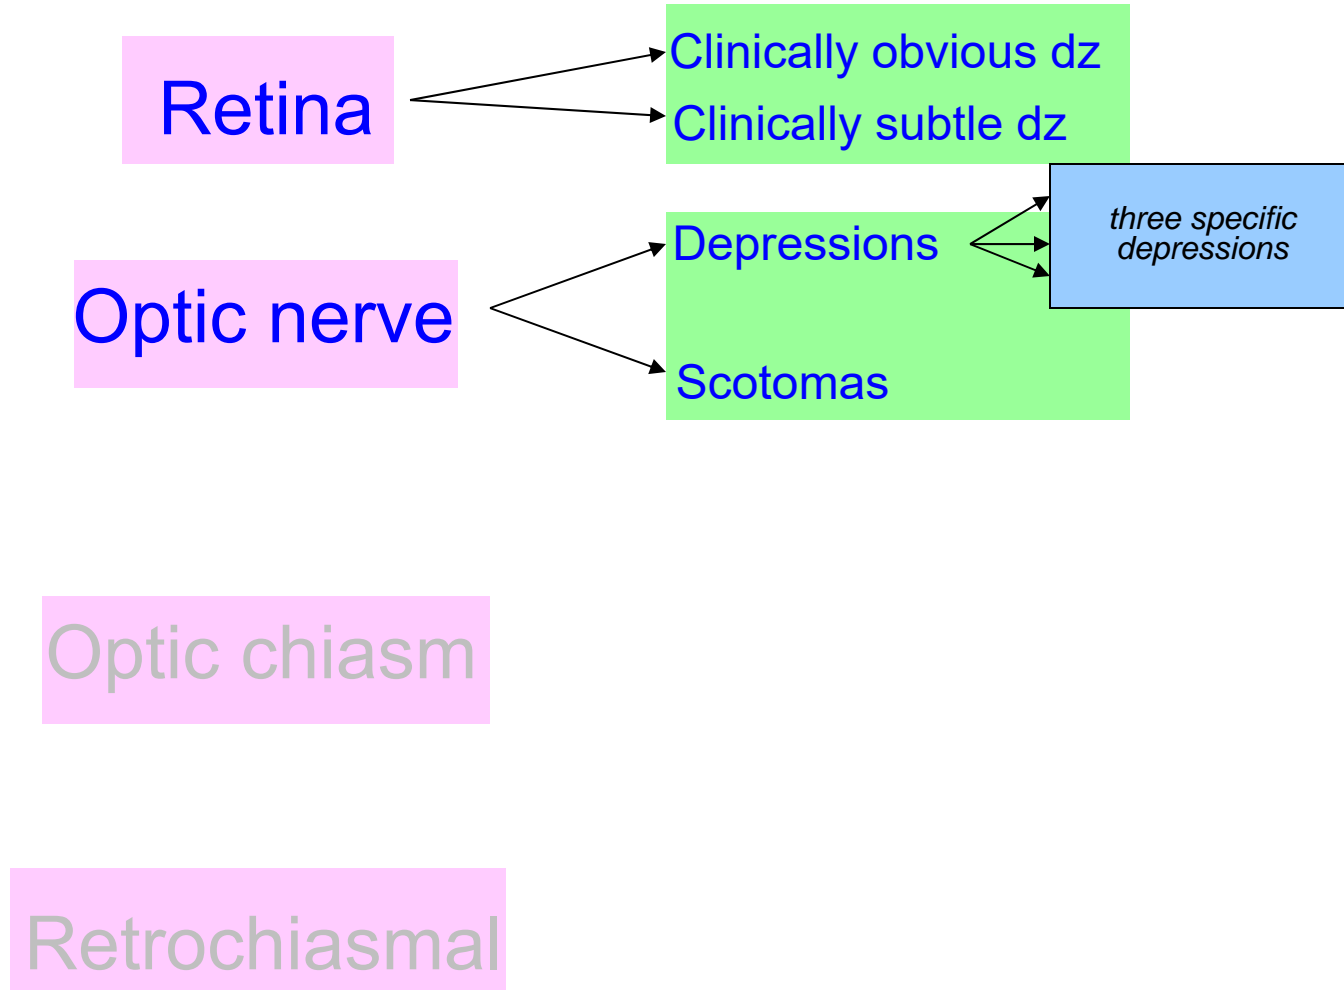 Retina
Clinically obvious dz
Clinically subtle dz
Optic nerve
Depressions
three specific
depressions
Scotomas
Optic chiasm
Retrochiasmal